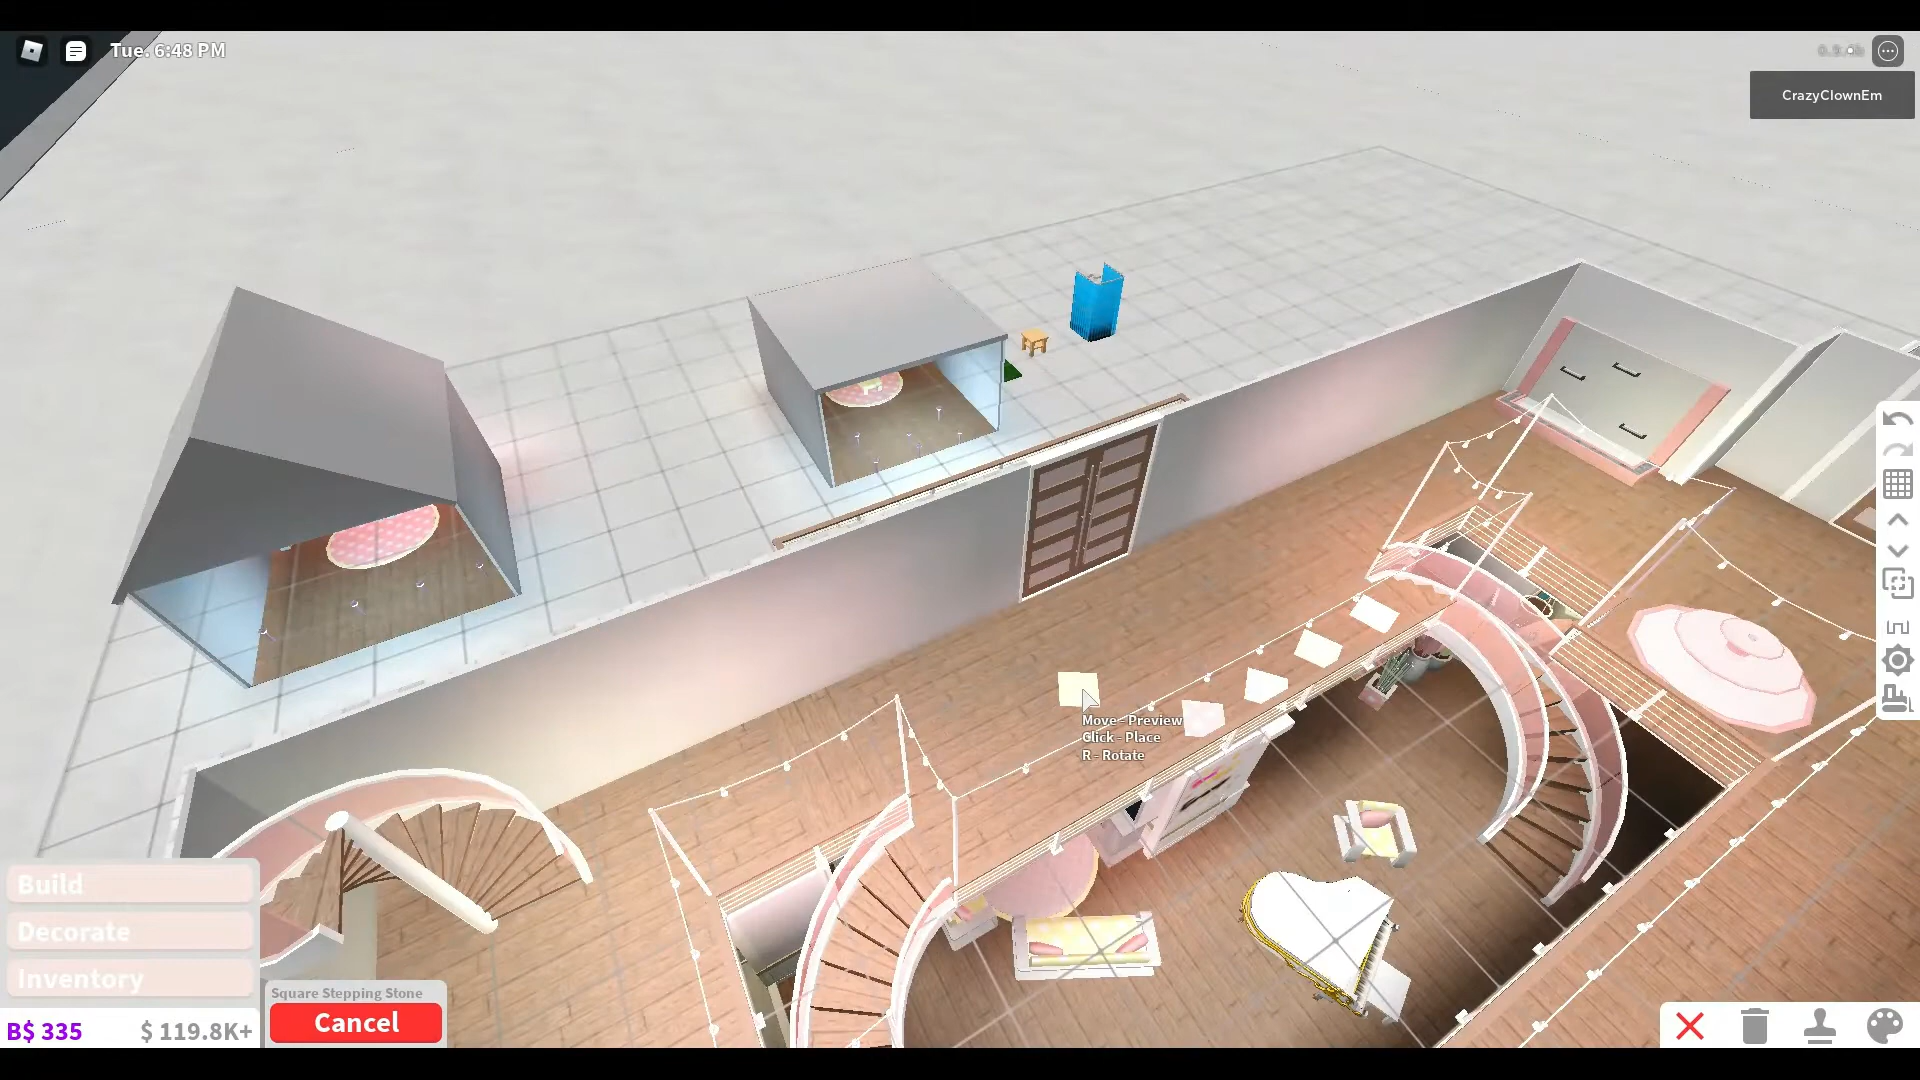 Tue. 6:48 PM
CrazyClownEm
Move - Preview
Click - Place
R - Rotate
Build
Decorate
Inventory
Square Stepping Stone
Cancel
B$ 335
$ 119.8K+